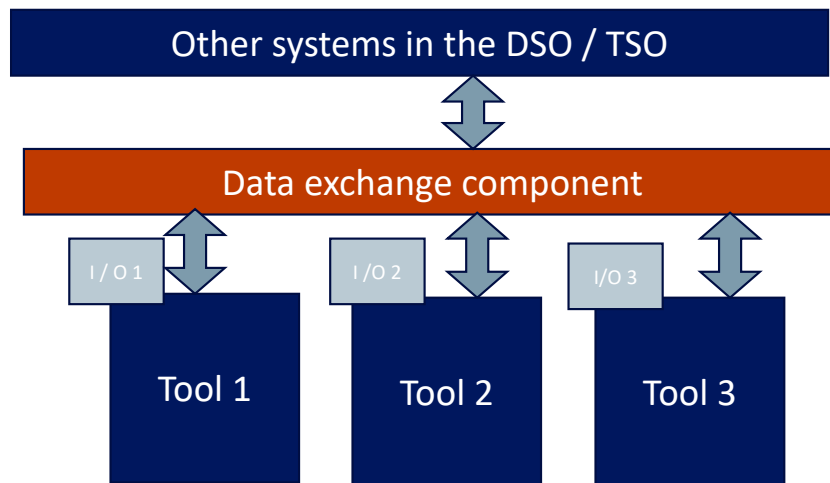 Other systems in the DSO / TSO
Data exchange component
I / O 1
I /O 2
I/O 3
Tool 1
Tool 2
Tool 3